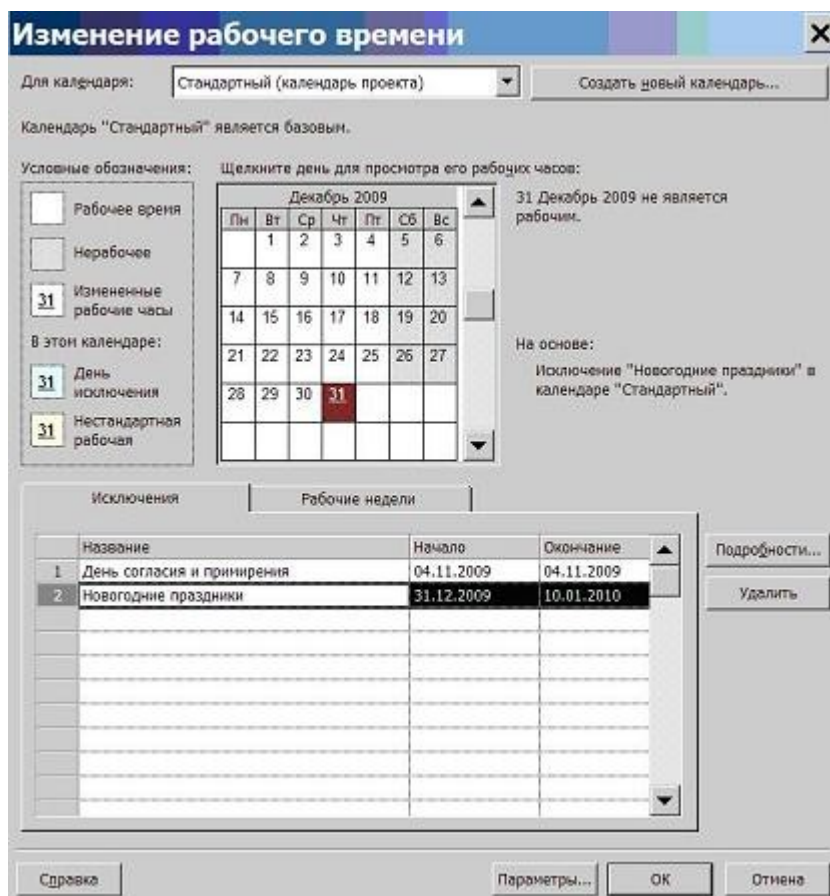 Изменение рабочего времени
Для календаря: Стандартный (календарь проекта) Создать новый календарь...
Календарь "Стандартный" является базовым.
Условные обозначения:
Рабочее время
Нерабочее
31 Измененные
рабочие часы
В этом календаре:
31 День
исключения
31 Нестандартная
рабочая
Щелкните день для просмотра его рабочих часов:
Декабрь 2009
Пн Вт Ср Чт Пт Сб Вс
1 2 3 4 5 6
7 8 9 10 11 12 13
14 15 16 17 18 19 20
21 22 23 24 25 26 27
28 29 30 31
31 Декабрь 2009 не является
рабочим.
На основе:
Исключение "Новогодние праздники" в
календаре "Стандартный".
Исключения Рабочие недели
Название Начало Окончание
1 День согласия и примирения 04.11.2009 04.11.2009
2 Новогодние праздники 31.12.2009 10.01.2010
Подробности...
Удалить
Справка Параметры... ОК Отмена